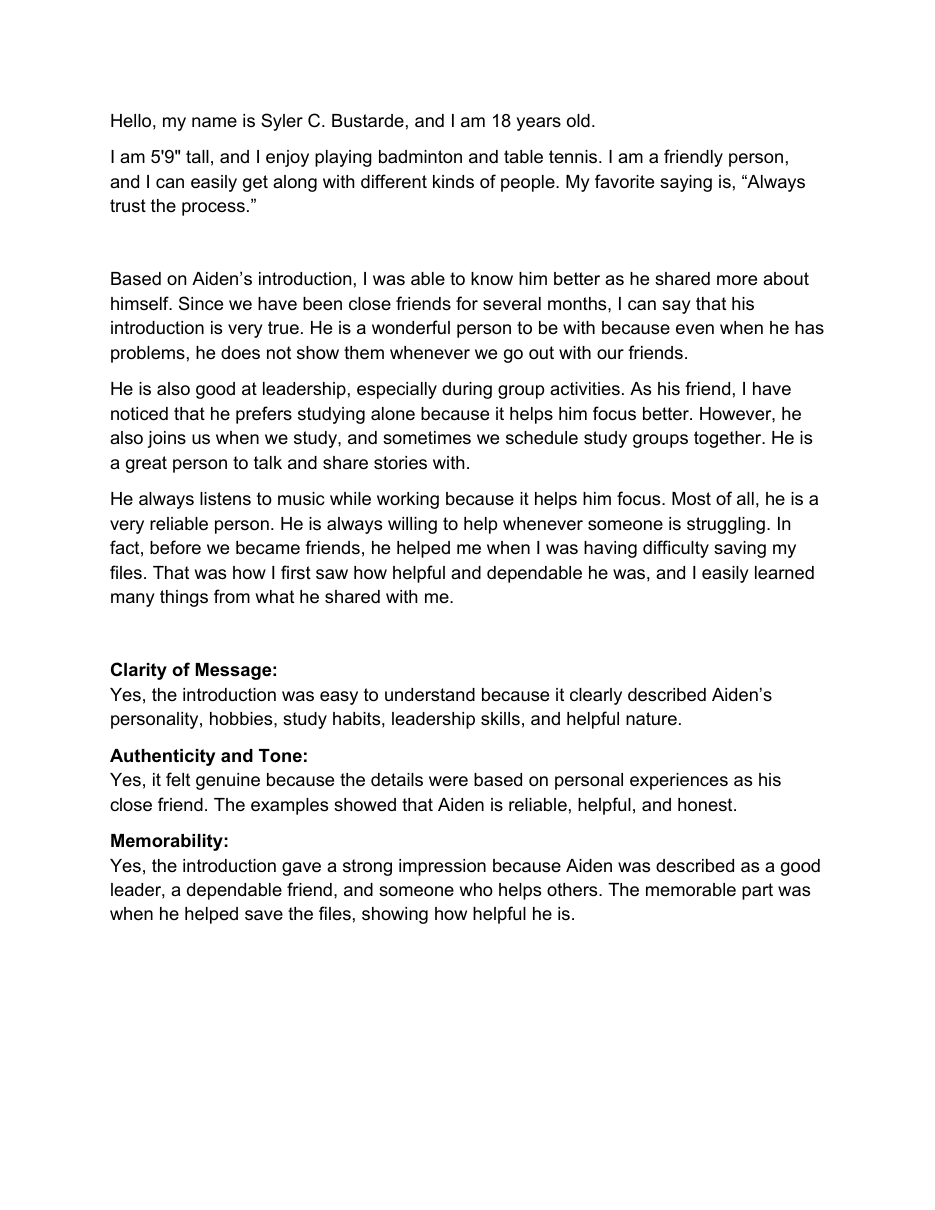 Hello, my name is Syler C. Bustarde, and I am 18 years old.
I am 5'9" tall, and I enjoy playing badminton and table tennis. I am a friendly person,
and I can easily get along with different kinds of people. My favorite saying is, “Always
trust the process.”
Based on Aiden’s introduction, I was able to know him better as he shared more about
himself. Since we have been close friends for several months, I can say that his
introduction is very true. He is a wonderful person to be with because even when he has
problems, he does not show them whenever we go out with our friends.
He is also good at leadership, especially during group activities. As his friend, I have
noticed that he prefers studying alone because it helps him focus better. However, he
also joins us when we study, and sometimes we schedule study groups together. He is
a great person to talk and share stories with.
He always listens to music while working because it helps him focus. Most of all, he is a
very reliable person. He is always willing to help whenever someone is struggling. In
fact, before we became friends, he helped me when I was having difficulty saving my
files. That was how I first saw how helpful and dependable he was, and I easily learned
many things from what he shared with me.
Clarity of Message:
Yes, the introduction was easy to understand because it clearly described Aiden’s
personality, hobbies, study habits, leadership skills, and helpful nature.
Authenticity and Tone:
Yes, it felt genuine because the details were based on personal experiences as his
close friend. The examples showed that Aiden is reliable, helpful, and honest.
Memorability:
Yes, the introduction gave a strong impression because Aiden was described as a good
leader, a dependable friend, and someone who helps others. The memorable part was
when he helped save the files, showing how helpful he is.